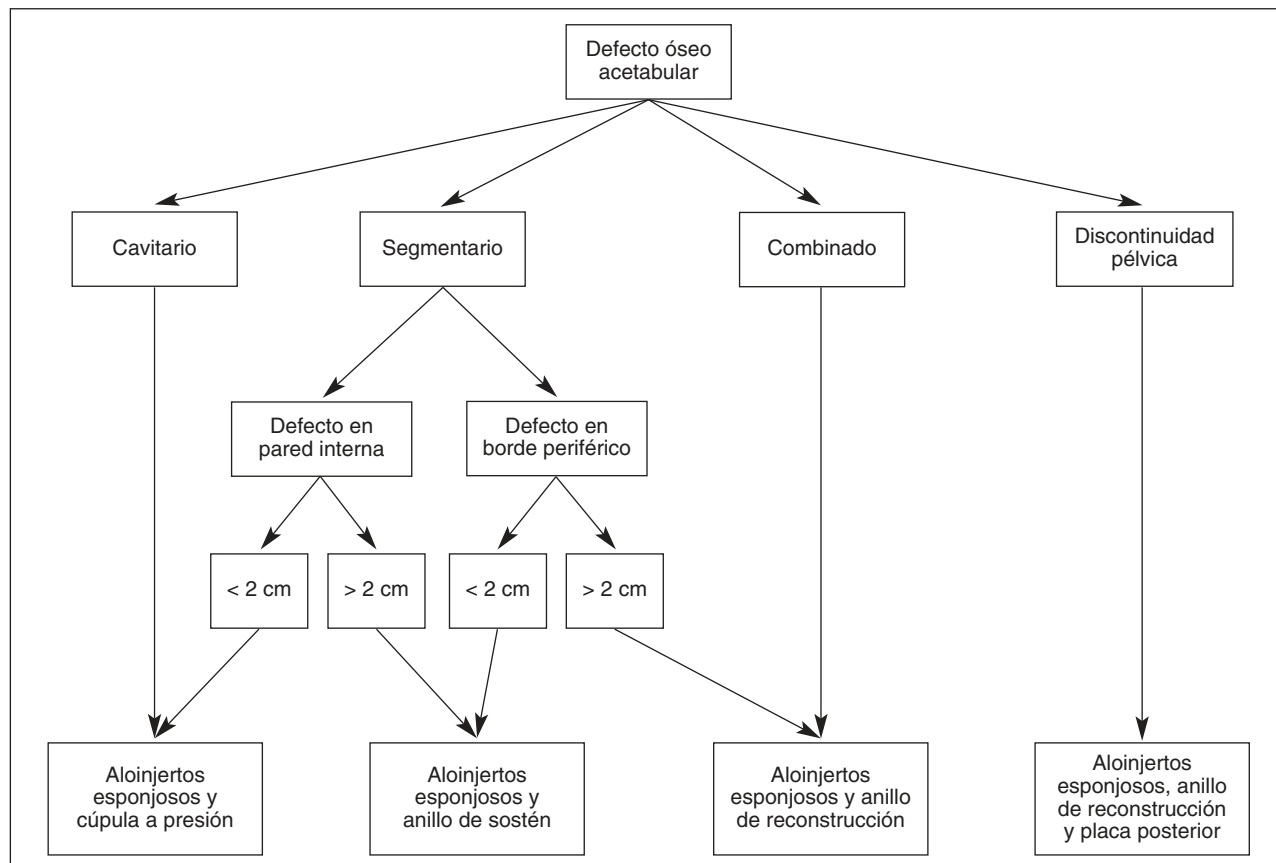 Defecto óseo
acetabular
Cavitario
Segmentario
Combinado
Discontinuidad
pélvica
Defecto en
pared interna
Defecto en
borde periférico
< 2 cm
> 2 cm
< 2 cm
> 2 cm
Aloinjertos
esponjosos y
cúpula a presión
Aloinjertos
esponjosos y
anillo de sostén
Aloinjertos
esponjosos y anillo
de reconstrucción
Aloinjertos
esponjosos, anillo
de reconstrucción
y placa posterior